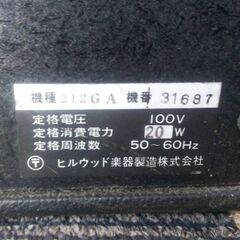 機種 212GA 機番 31687
定格電圧 100V
定格消費電力 20W
定格周波数 50～60Hz
〒 ヒルウッド楽器製造株式会社